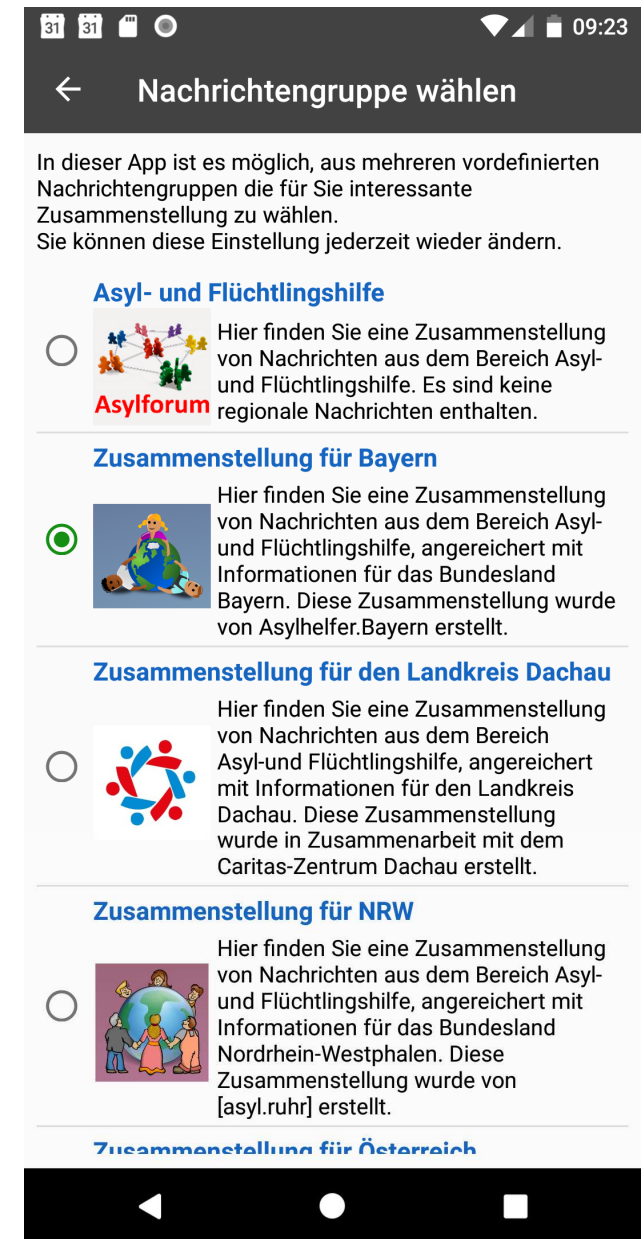 31 31 09:23
Nachrichtengruppe wählen
In dieser App ist es möglich, aus mehreren vordefinierten
Nachrichtengruppen die für Sie interessante
Zusammenstellung zu wählen.
Sie können diese Einstellung jederzeit wieder ändern.
Asyl- und Flüchtlingshilfe
Asylforum
Hier finden Sie eine Zusammenstellung
von Nachrichten aus dem Bereich Asyl-
und Flüchtlingshilfe. Es sind keine
regionale Nachrichten enthalten.
Zusammenstellung für Bayern
Hier finden Sie eine Zusammenstellung
von Nachrichten aus dem Bereich Asyl-
und Flüchtlingshilfe, angereichert mit
Informationen für das Bundesland
Bayern. Diese Zusammenstellung wurde
von Asylhelfer.Bayern erstellt.
Zusammenstellung für den Landkreis Dachau
Hier finden Sie eine Zusammenstellung
von Nachrichten aus dem Bereich
Asyl-und Flüchtlingshilfe, angereichert
mit Informationen für den Landkreis
Dachau. Diese Zusammenstellung
wurde in Zusammenarbeit mit dem
Caritas-Zentrum Dachau erstellt.
Zusammenstellung für NRW
Hier finden Sie eine Zusammenstellung
von Nachrichten aus dem Bereich Asyl-
und Flüchtlingshilfe, angereichert mit
Informationen für das Bundesland
Nordrhein-Westphalen. Diese
Zusammenstellung wurde von
[asyl.ruhr] erstellt.
Zusammenstellung für Österreich